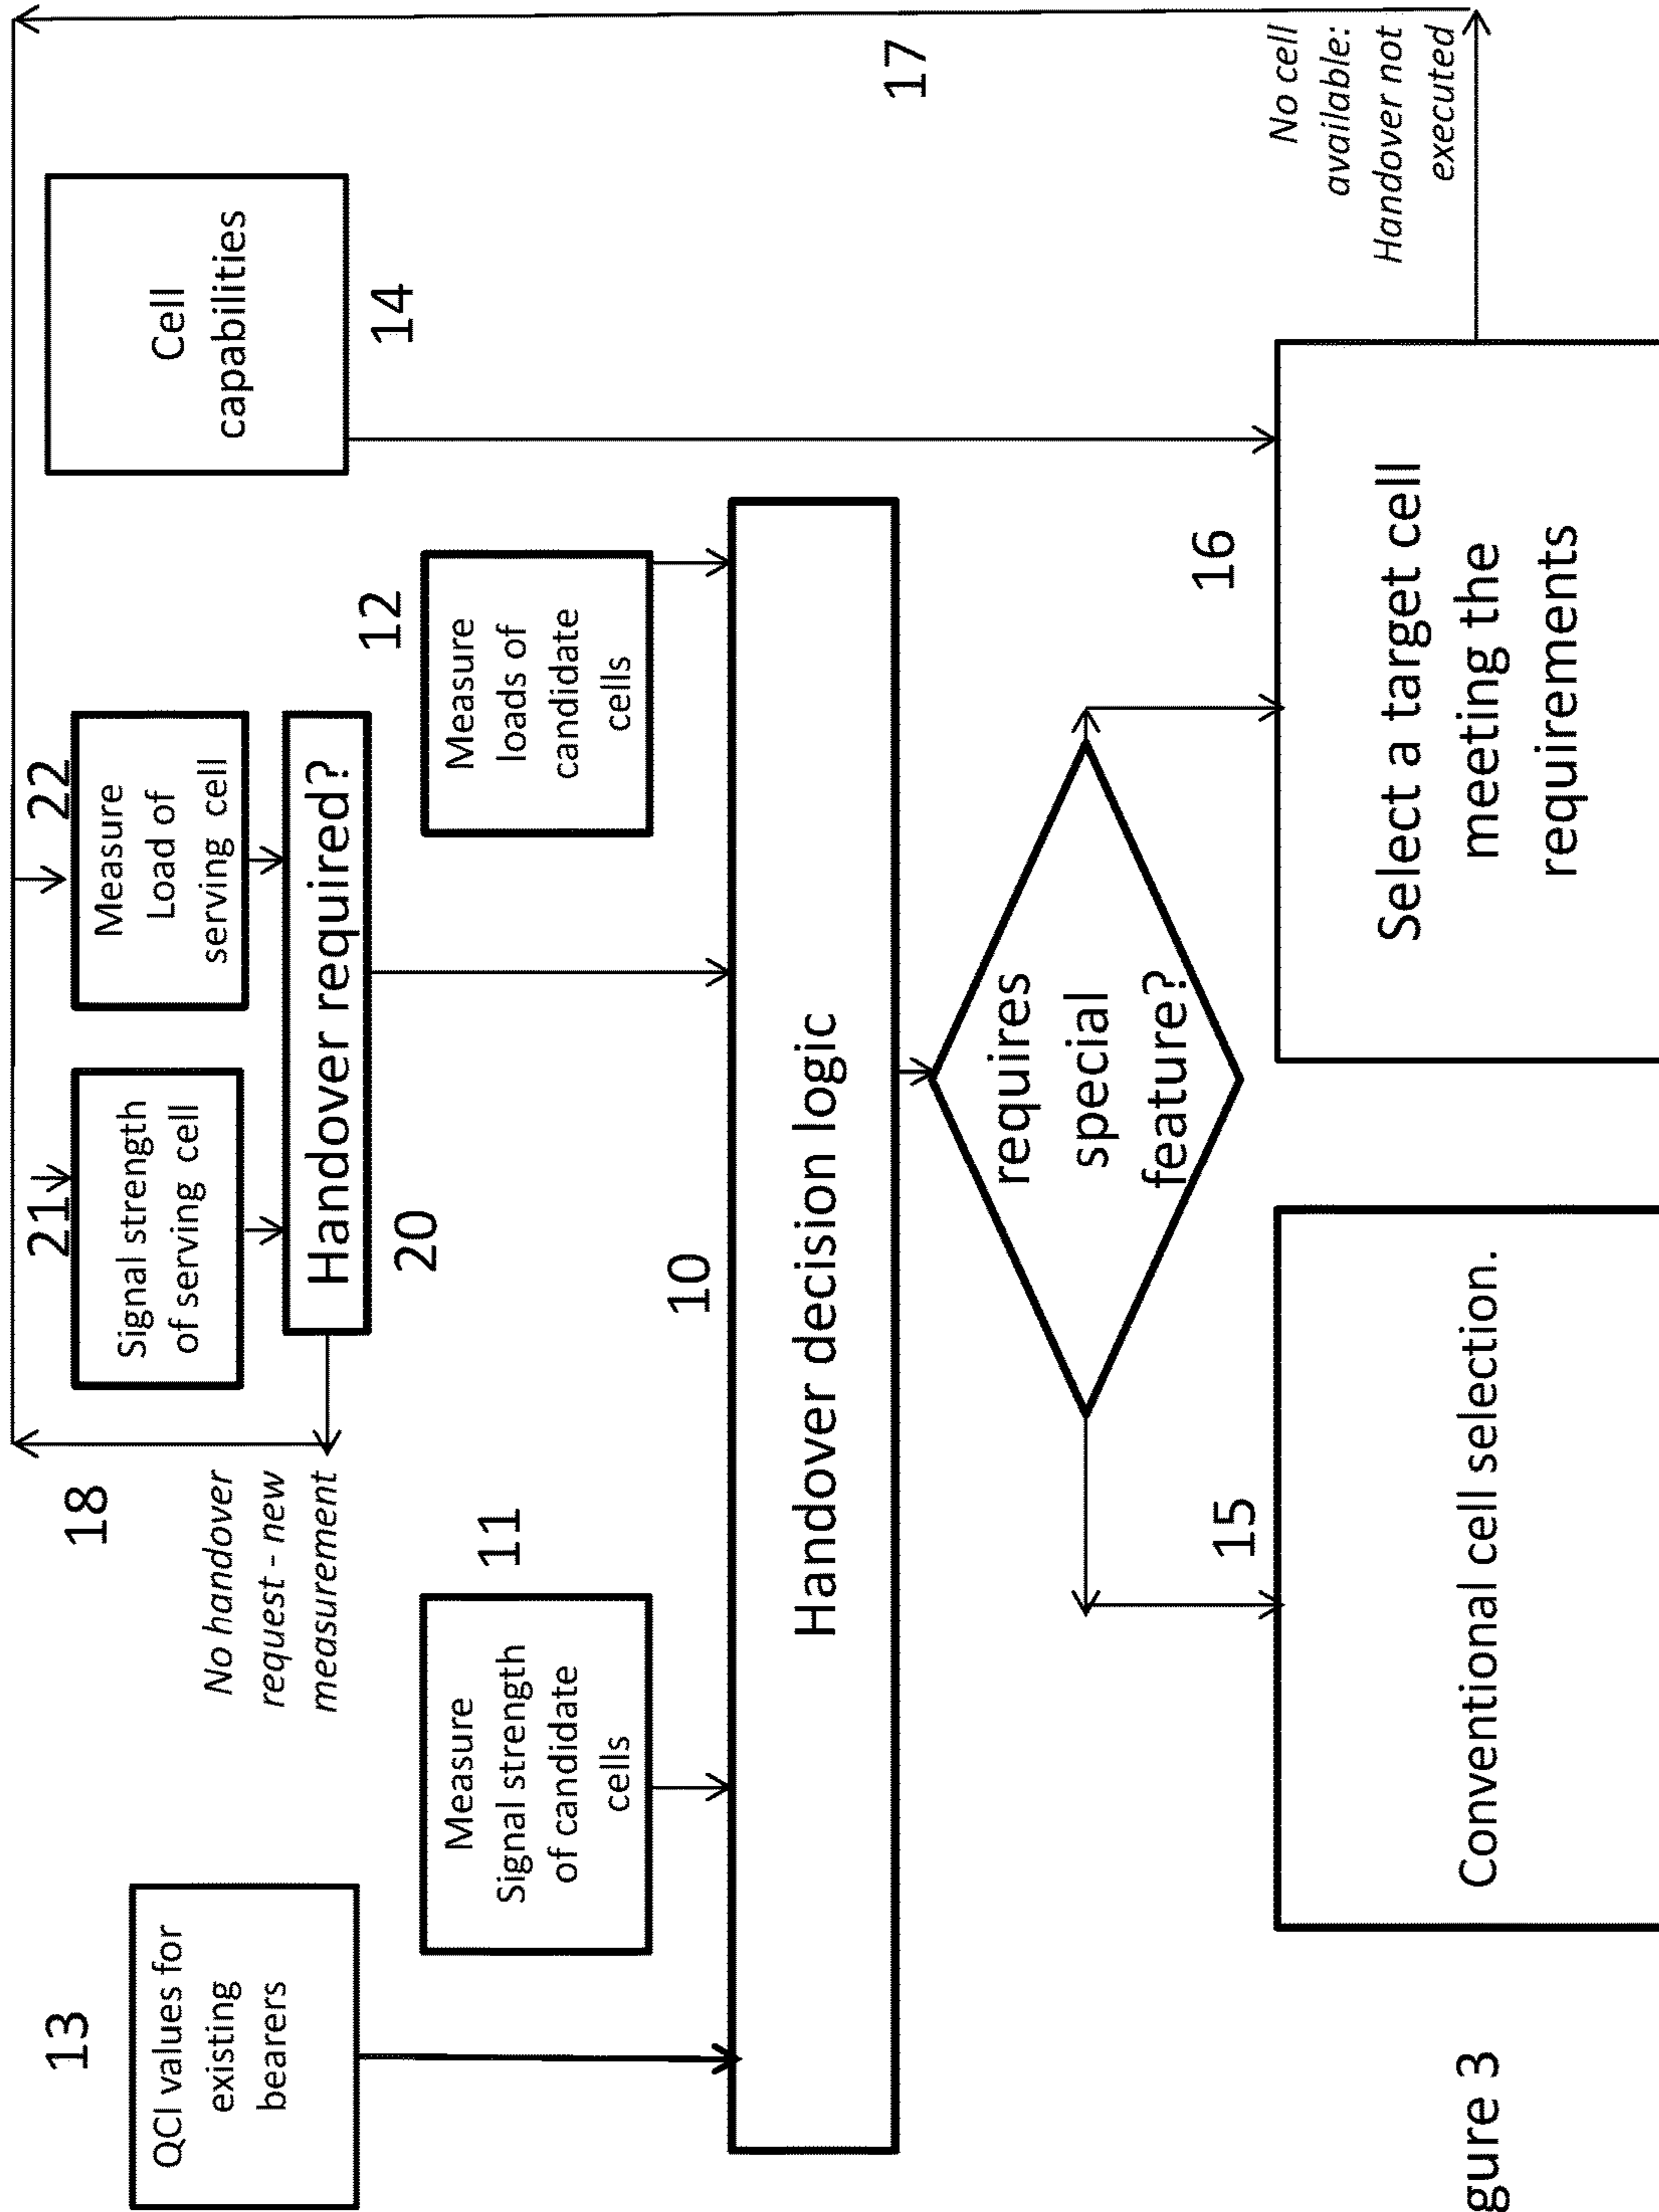 13
QCI values for
existing
bearers
18
No handover
request - new
measurement
21
Signal strength
of serving cell
22
Measure
Load of
serving cell
Handover required?
20
Cell
capabilities
14
11
Measure
Signal strength
of candidate
cells
12
Measure
loads of
candidate
cells
10
Handover decision logic
17
requires
special
feature?
15
Conventional cell selection.
16
Select a target cell
meeting the
requirements
No cell
available:
Handover not
executed
gure 3